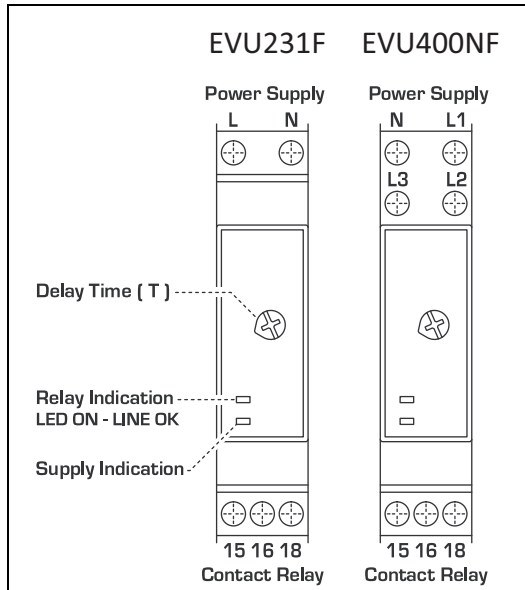 EVU231F EVU400NF
Power Supply Power Supply
L N N L1
L3 L2
Delay Time ( T )
Relay Indication
LED ON - LINE OK
Supply Indication
15 16 18 15 16 18
Contact Relay Contact Relay